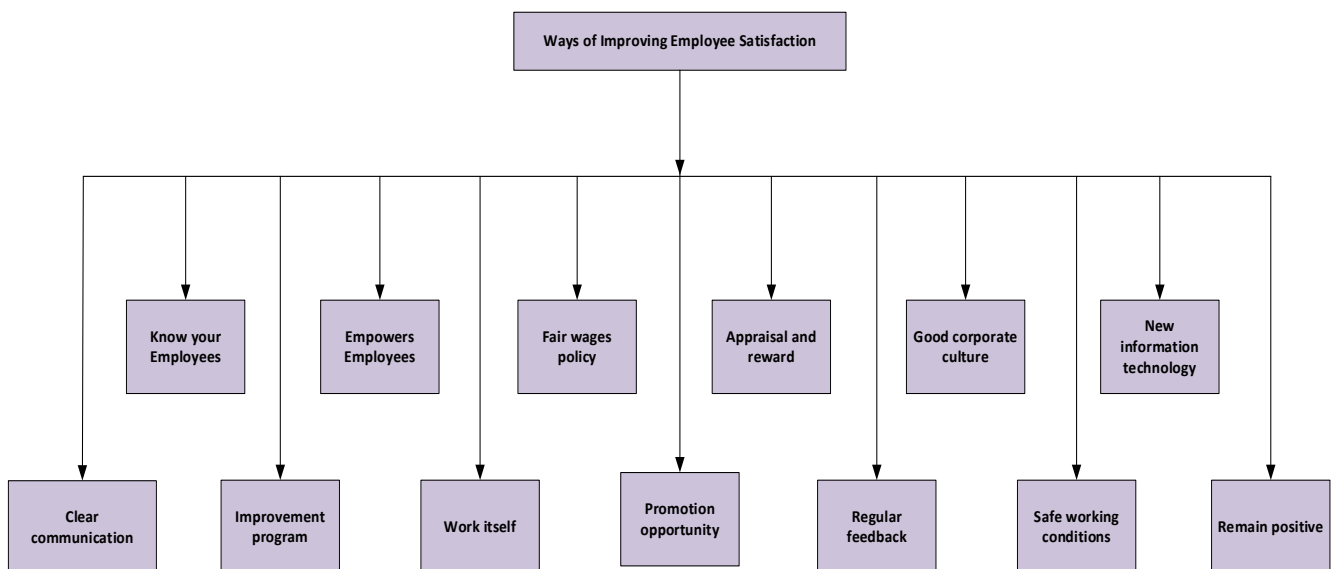 Ways of Improving Employee Satisfaction
Know your
Employees
Empowers
Employees
Fair wages
policy
Appraisal and
reward
Good corporate
culture
New
information
technology
Clear
communication
Improvement
program
Work itself
Promotion
opportunity
Regular
feedback
Safe working
conditions
Remain positive